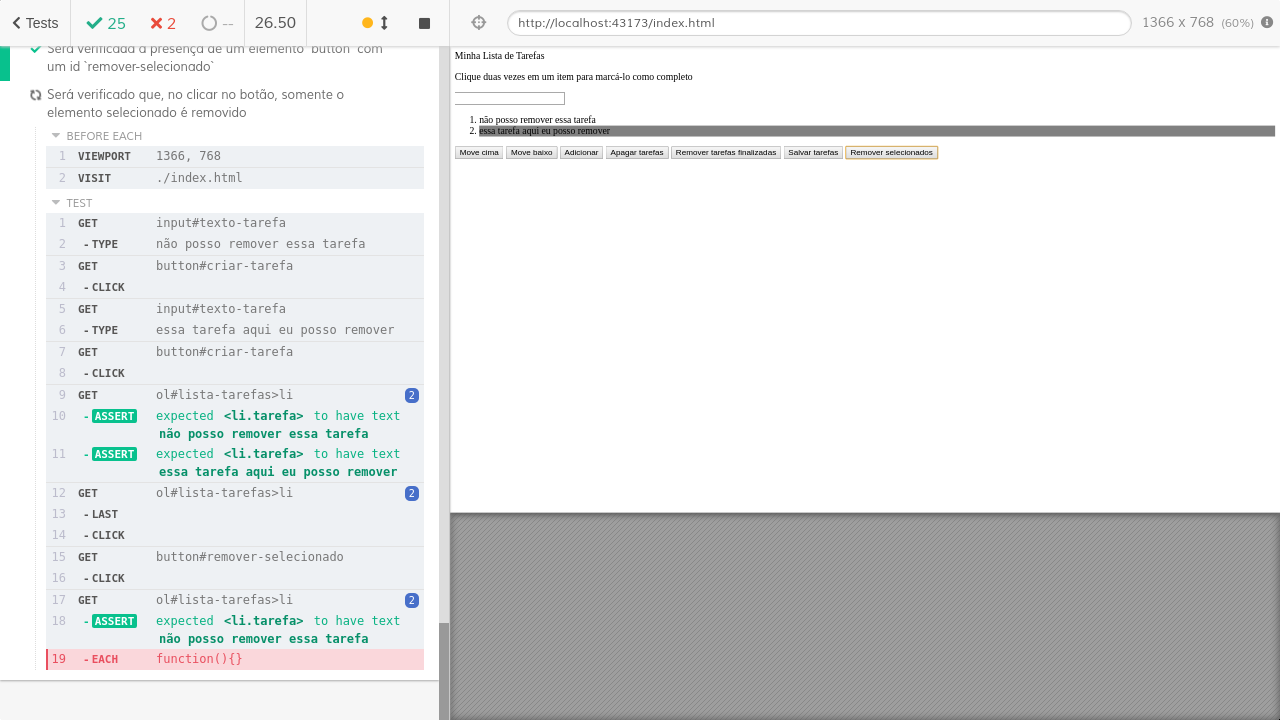 Tests 25 2 -- 26.50 http://localhost:43173/index.html 1366 x 768 (60%)
Será verificada a presença de um elemento `button` com
um id `remover-selecionado`
Será verificado que, no clicar no botão, somente o
elemento selecionado é removido
BEFORE EACH
1 VIEWPORT 1366, 768
2 VISIT ./index.html
TEST
1 GET input#texto-tarefa
2 -TYPE não posso remover essa tarefa
3 GET button#criar-tarefa
4 -CLICK
5 GET input#texto-tarefa
6 -TYPE essa tarefa aqui eu posso remover
7 GET button#criar-tarefa
8 -CLICK
9 GET ol#lista-tarefas>li 2
10 -ASSERT expected <li.tarefa> to have text
não posso remover essa tarefa
11 -ASSERT expected <li.tarefa> to have text
essa tarefa aqui eu posso remover
12 GET ol#lista-tarefas>li 2
13 -LAST
14 -CLICK
15 GET button#remover-selecionado
16 -CLICK
17 GET ol#lista-tarefas>li 2
18 -ASSERT expected <li.tarefa> to have text
não posso remover essa tarefa
19 -EACH function(){}
Minha Lista de Tarefas
Clique duas vezes em um item para marcá-lo como completo
1. não posso remover essa tarefa
2. essa tarefa aqui eu posso remover
Move cima Move baixo Adicionar Apagar tarefas Remover tarefas finalizadas Salvar tarefas Remover selecionados